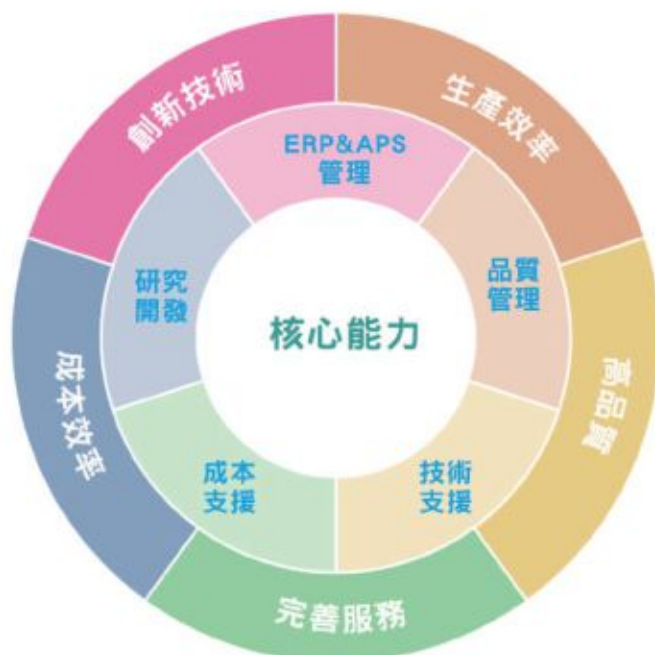 創新技術
生產效率
ERP&APS
管理
研究
開發
品質
管理
核心能力
成本效率
高品質
成本
支援
技術
支援
完善服務